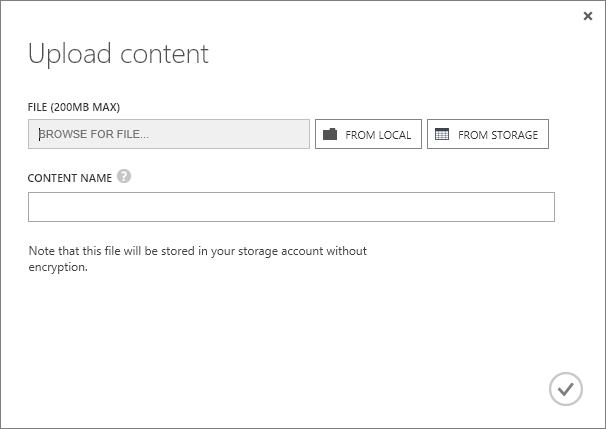 Upload content
FILE (200MB MAX)
BROWSE FOR FILE...
FROM LOCAL
FROM STORAGE
CONTENT NAME ?
Note that this file will be stored in your storage account without
encryption.